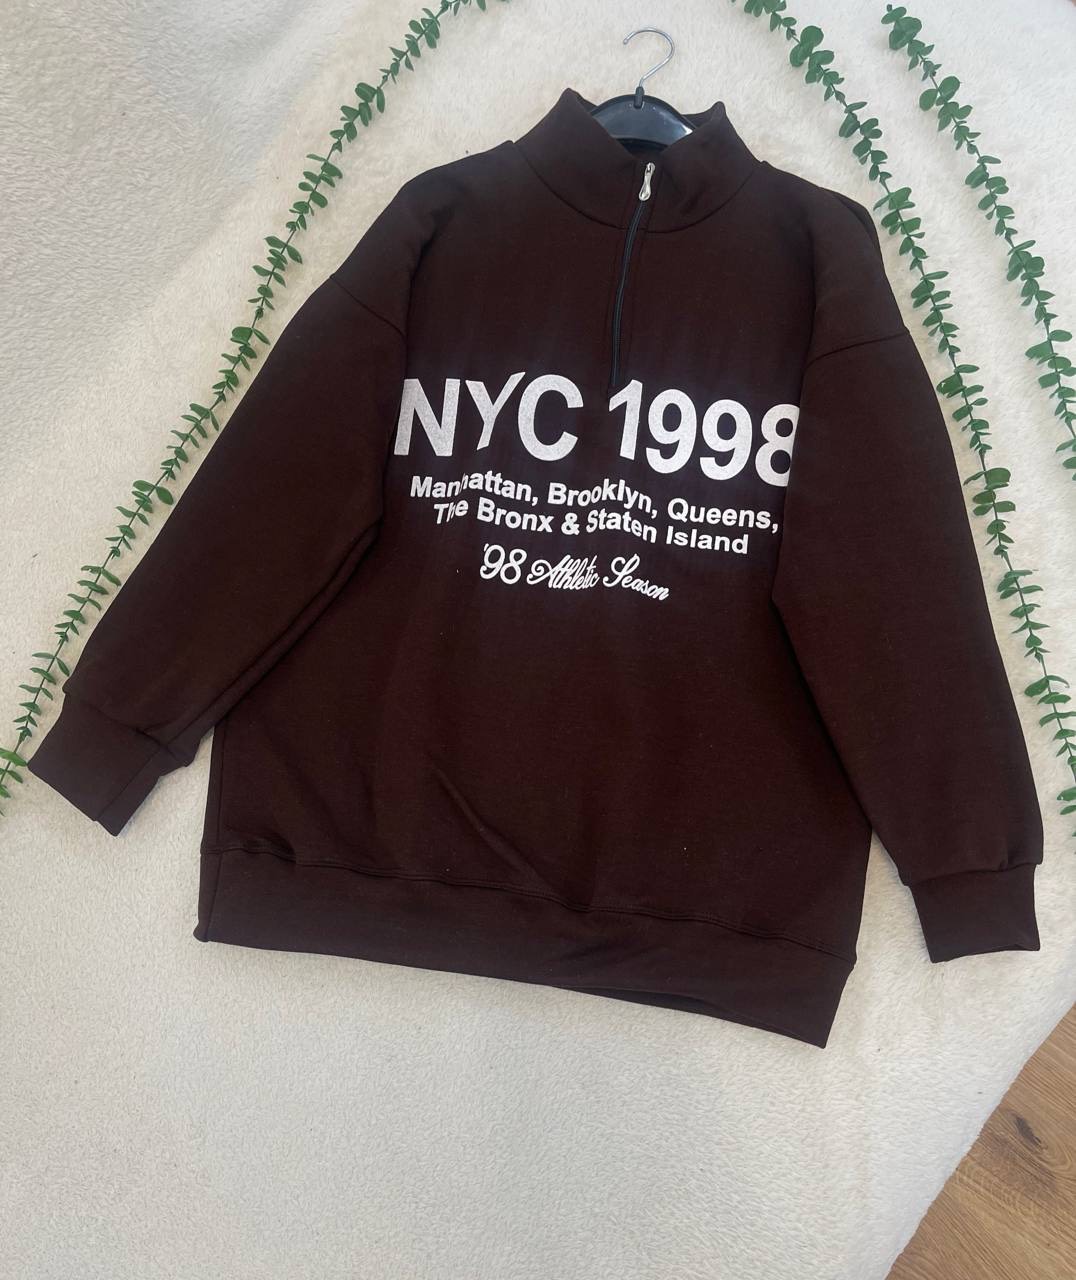 NYC 1998
Manhattan, Brooklyn, Queens,
The Bronx & Staten Island
'98 Athletic Season